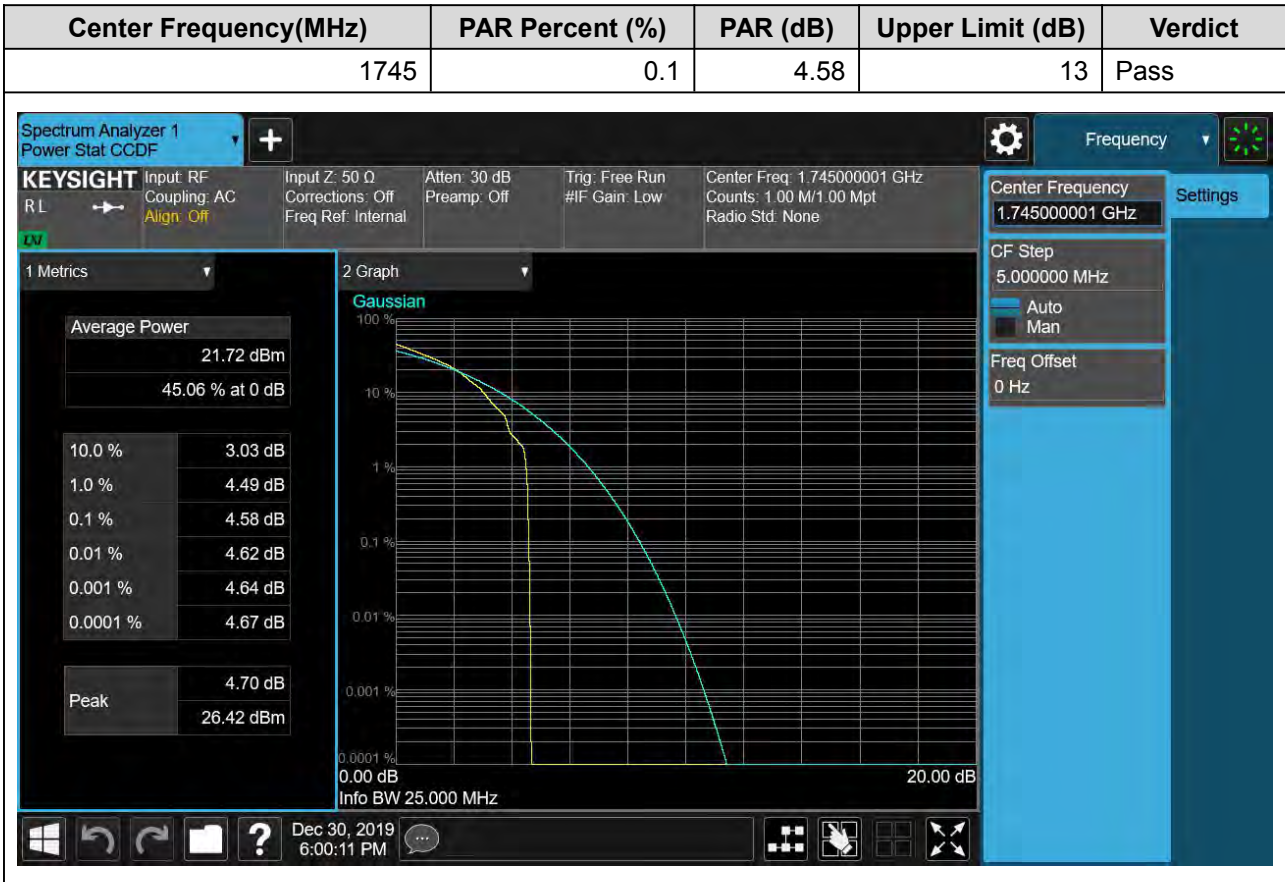 Center Frequency(MHz) PAR Percent (%) PAR (dB) Upper Limit (dB) Verdict
1745 0.1 4.58 13 Pass
Spectrum Analyzer 1
Power Stat CCDF
Frequency
KEYSIGHT
RL
LXI
Input: RF
Coupling: AC
Align: Off
Input Z: 50 Ω
Corrections: Off
Freq Ref: Internal
Atten: 30 dB
Preamp: Off
Trig: Free Run
#IF Gain: Low
Center Freq: 1.745000001 GHz
Counts: 1.00 M/1.00 Mpt
Radio Std: None
Center Frequency
1.745000001 GHz
Settings
CF Step
5.000000 MHz
Auto
Man
Freq Offset
0 Hz
1 Metrics
Average Power
21.72 dBm
45.06 % at 0 dB
10.0 % 3.03 dB
1.0 % 4.49 dB
0.1 % 4.58 dB
0.01 % 4.62 dB
0.001 % 4.64 dB
0.0001 % 4.67 dB
Peak
4.70 dB
26.42 dBm
2 Graph
Gaussian
100 %
10 %
1 %
0.1 %
0.01 %
0.001 %
0.0001 %
0.00 dB 20.00 dB
Info BW 25.000 MHz
?
Dec 30, 2019
6:00:11 PM